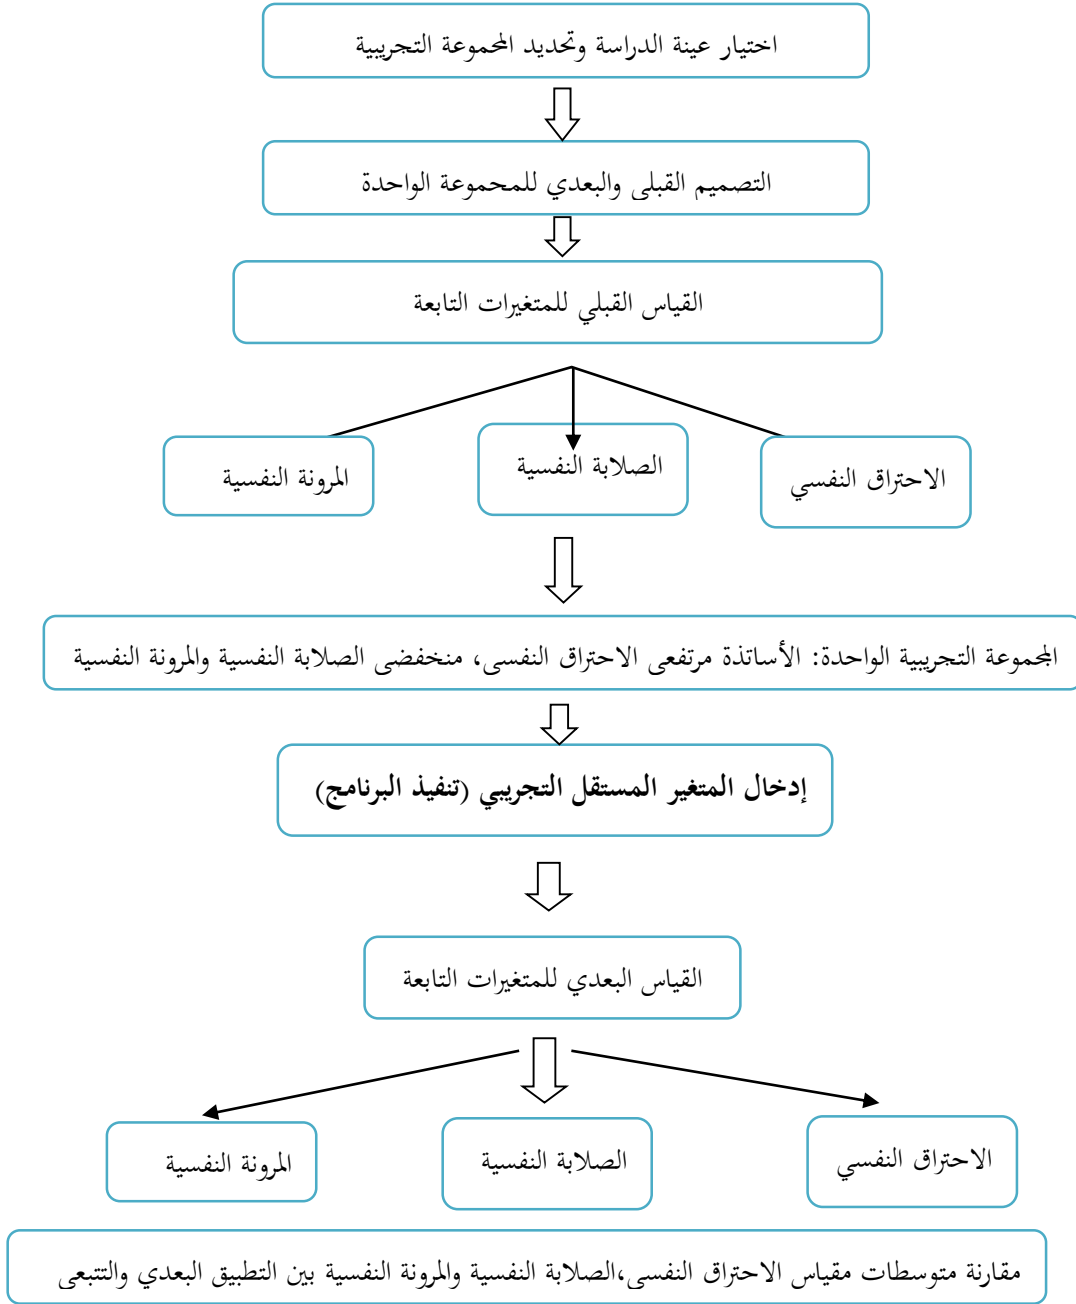 اختيار عينة الدراسة وتحديد المجموعة التجريبية
التصميم القبلى والبعدي للمجموعة الواحدة
القياس القبلي للمتغيرات التابعة
الاحتراق النفسي
الصلابة النفسية
المرونة النفسية
المجموعة التجريبية الواحدة: الأساتذة مرتفعى الاحتراق النفسى، منخفضى الصلابة النفسية والمرونة النفسية
إدخال المتغير المستقل التجريبي (تنفيذ البرنامج)
القياس البعدي للمتغيرات التابعة
الاحتراق النفسي
الصلابة النفسية
المرونة النفسية
مقارنة متوسطات مقياس الاحتراق النفسى،الصلابة النفسية والمرونة النفسية بين التطبيق البعدي والتتبعى